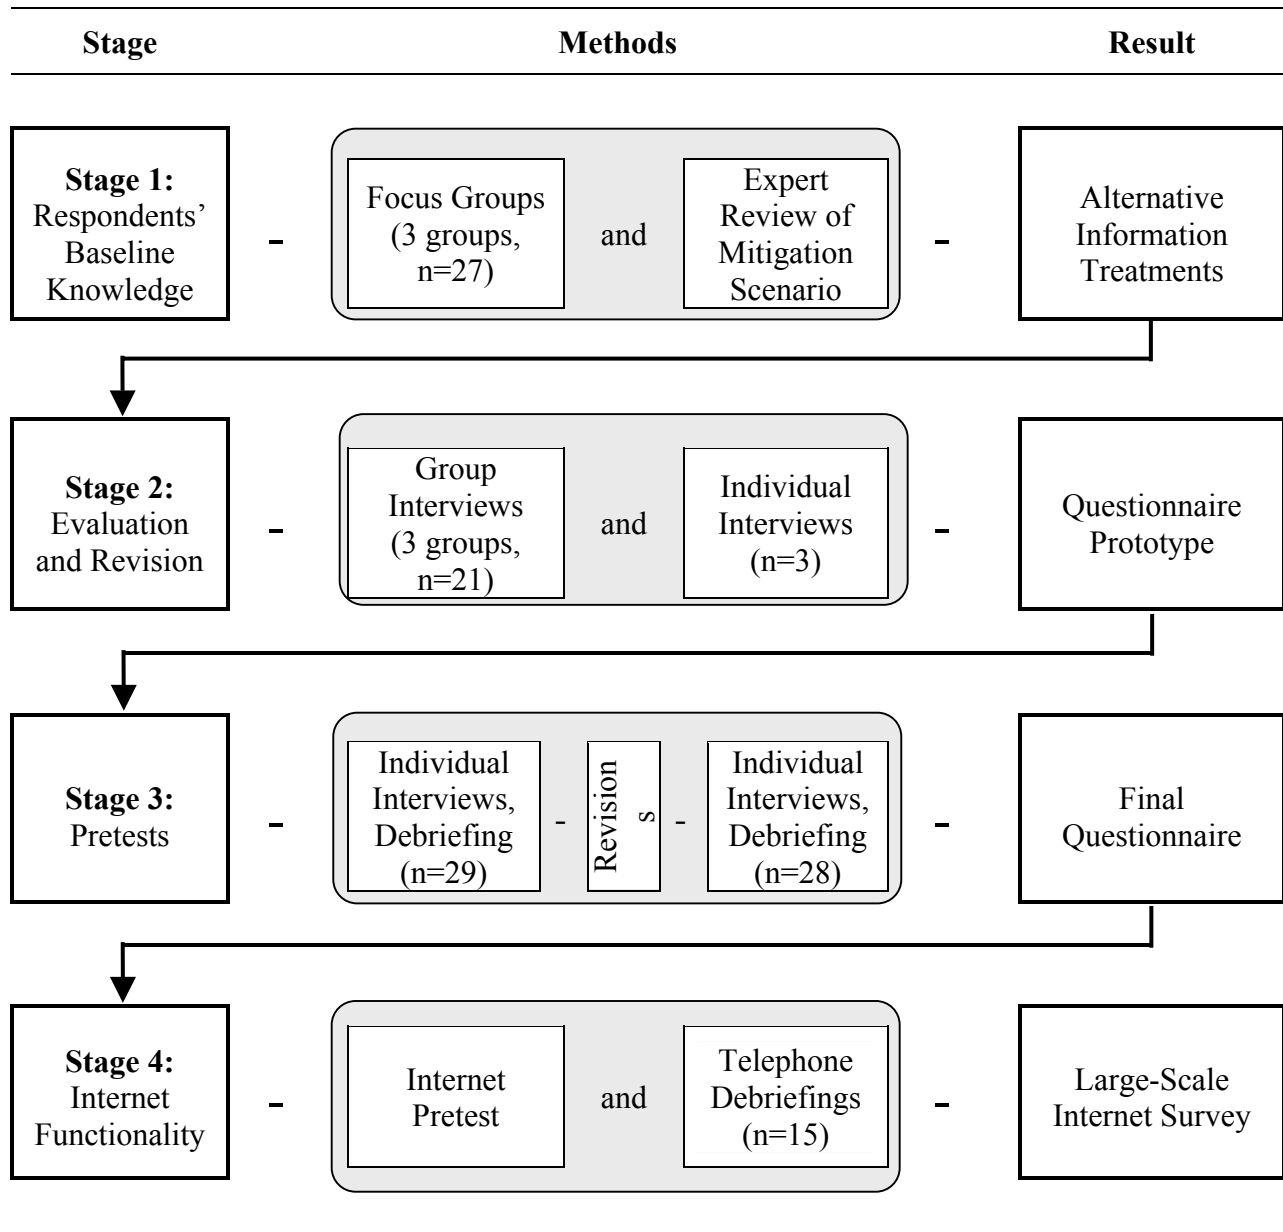 Stage Methods Result
Stage 1:
Respondents’
Baseline
Knowledge
-
Focus Groups
(3 groups,
n=27)
and
Expert
Review of
Mitigation
Scenario
-
Alternative
Information
Treatments
Stage 2:
Evaluation
and Revision
-
Group
Interviews
(3 groups,
n=21)
and
Individual
Interviews
(n=3)
-
Questionnaire
Prototype
Stage 3:
Pretests
-
Individual
Interviews,
Debriefing
(n=29)
-
Revision
s
-
Individual
Interviews,
Debriefing
(n=28)
-
Final
Questionnaire
Stage 4:
Internet
Functionality
-
Internet
Pretest
and
Telephone
Debriefings
(n=15)
-
Large-Scale
Internet Survey